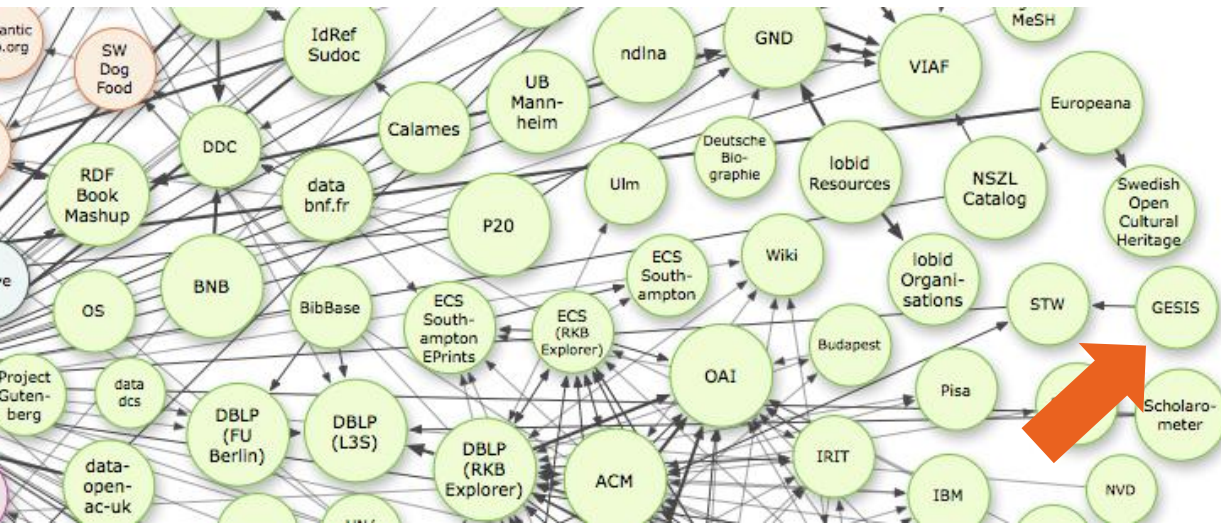 antic
.org
SW
Dog
Food
IdRef
Sudoc
UB
Mann-
heim
ndlna
GND
VIAF
MeSH
Europeana
DDC
Calames
RDF
Book
Mashup
data
bnf.fr
P20
Ulm
Deutsche
Bio-
graphie
lobid
Resources
NSZL
Catalog
Swedish
Open
Cultural
Heritage
ve
OS
BNB
BibBase
ECS
South-
ampton
EPrints
ECS
(RKB
Explorer)
ECS
South-
ampton
Wiki
lobid
Organi-
sations
STW
GESIS
Project
Guten-
berg
data
dcs
DBLP
(FU
Berlin)
DBLP
(L3S)
OAI
Budapest
Pisa
Scholaro-
meter
data-
open-
ac-uk
DBLP
(RKB
Explorer)
ACM
IRIT
IBM
NVD